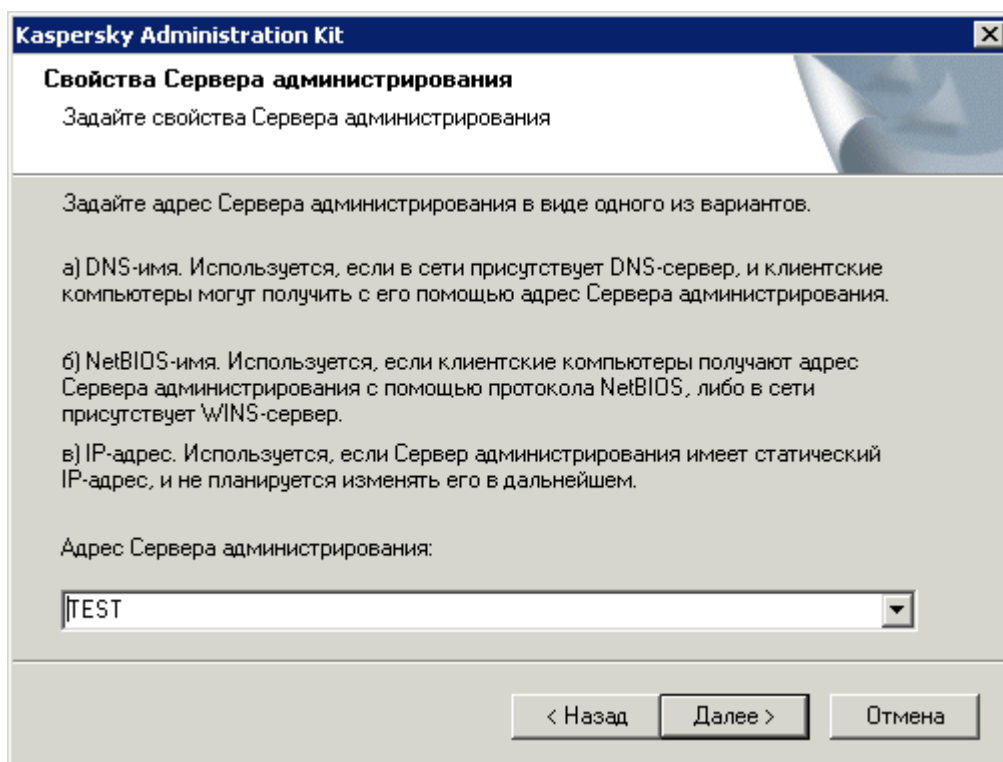 Kaspersky Administration Kit
Свойства Сервера администрирования
Задайте свойства Сервера администрирования
Задайте адрес Сервера администрирования в виде одного из вариантов.
а) DNS-имя. Используется, если в сети присутствует DNS-сервер, и клиентские
компьютеры могут получить с его помощью адрес Сервера администрирования.
б) NetBIOS-имя. Используется, если клиентские компьютеры получают адрес
Сервера администрирования с помощью протокола NetBIOS, либо в сети
присутствует WINS-сервер.
в) IP-адрес. Используется, если Сервер администрирования имеет статический
IP-адрес, и не планируется изменять его в дальнейшем.
Адрес Сервера администрирования:
TEST
< Назад Далее > Отмена